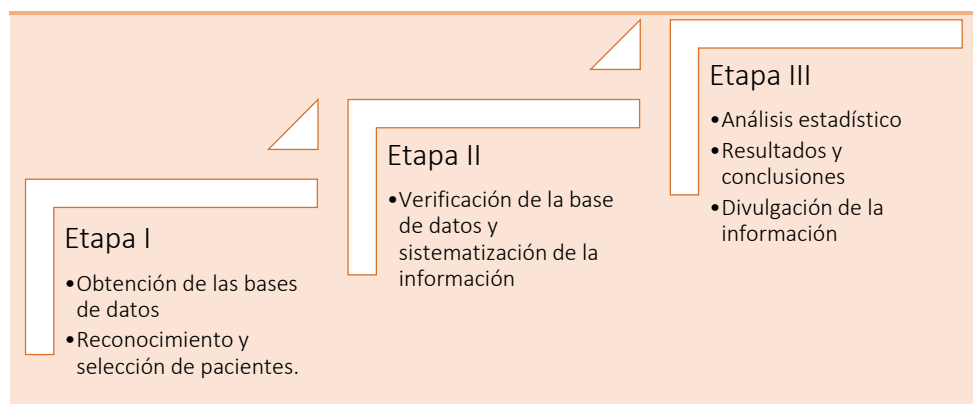 Etapa I
•Obtención de las bases
de datos
•Reconocimiento y
selección de pacientes.
Etapa II
•Verificación de la base
de datos y
sistematización de la
información
Etapa III
•Análisis estadístico
•Resultados y
conclusiones
•Divulgación de la
información